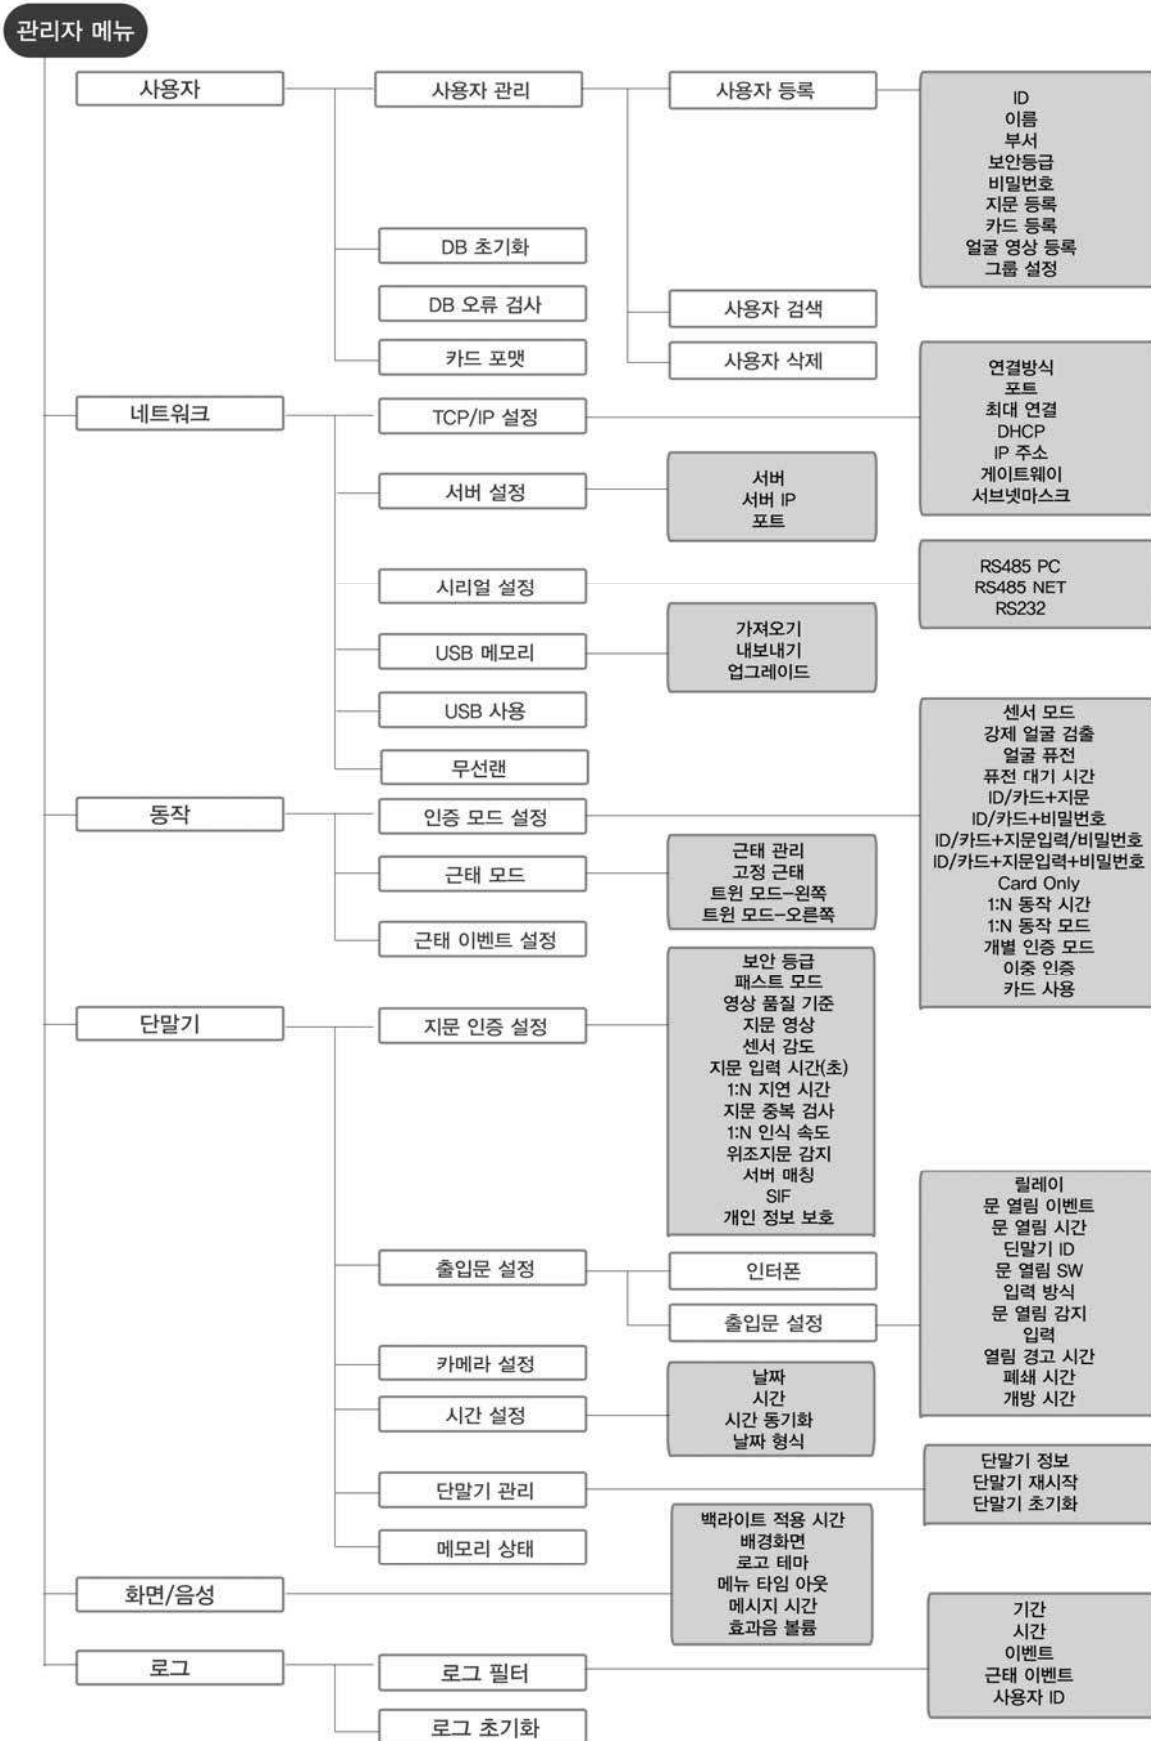 관리자 메뉴
사용자
사용자 관리
사용자 등록
ID
이름
부서
보안등급
비밀번호
지문 등록
카드 등록
얼굴 영상 등록
그룹 설정
DB 초기화
DB 오류 검사
카드 포맷
사용자 검색
사용자 삭제
네트워크
TCP/IP 설정
연결방식
포트
최대 연결
DHCP
IP 주소
게이트웨이
서브넷마스크
서버 설정
서버
서버 IP
포트
시리얼 설정
RS485 PC
RS485 NET
RS232
USB 메모리
가져오기
내보내기
업그레이드
USB 사용
무선랜
동작
인증 모드 설정
센서 모드
강제 얼굴 검출
얼굴 퓨전
퓨전 대기 시간
ID/카드+지문
ID/카드+비밀번호
ID/카드+지문입력/비밀번호
ID/카드+지문입력+비밀번호
Card Only
1:N 동작 시간
1:N 동작 모드
개별 인증 모드
이중 인증
카드 사용
근태 모드
근태 관리
고정 근태
트윈 모드-왼쪽
트윈 모드-오른쪽
근태 이벤트 설정
단말기
지문 인증 설정
보안 등급
패스트 모드
영상 품질 기준
지문 영상
센서 감도
지문 입력 시간(초)
1:N 지연 시간
지문 중복 검사
1:N 인식 속도
위조지문 감지
서버 매칭
SIF
개인 정보 보호
출입문 설정
인터폰
출입문 설정
릴레이
문 열림 이벤트
문 열림 시간
딘말기 ID
문 열림 SW
입력 방식
문 열림 감지
입력
열림 경고 시간
폐쇄 시간
개방 시간
카메라 설정
시간 설정
날짜
시간
시간 동기화
날짜 형식
단말기 관리
단말기 정보
단말기 재시작
단말기 초기화
메모리 상태
화면/음성
백라이트 적용 시간
배경화면
로고 테마
메뉴 타임 아웃
메시지 시간
효과음 볼륨
로그
로그 필터
기간
시간
이벤트
근태 이벤트
사용자 ID
로그 초기화